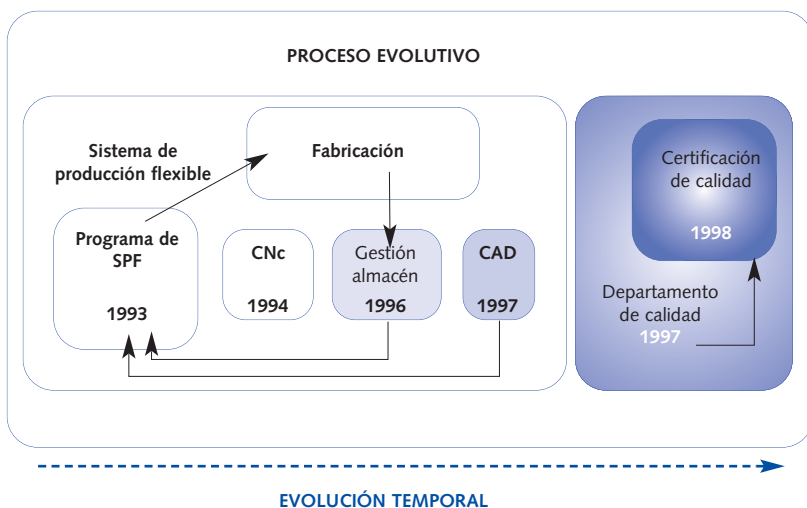 PROCESO EVOLUTIVO
Sistema de
producción flexible
Fabricación
Programa de
SPF
1993
CNc
1994
Gestión
almacén
1996
CAD
1997
Certificación
de calidad
1998
Departamento
de calidad
1997
EVOLUCIÓN TEMPORAL